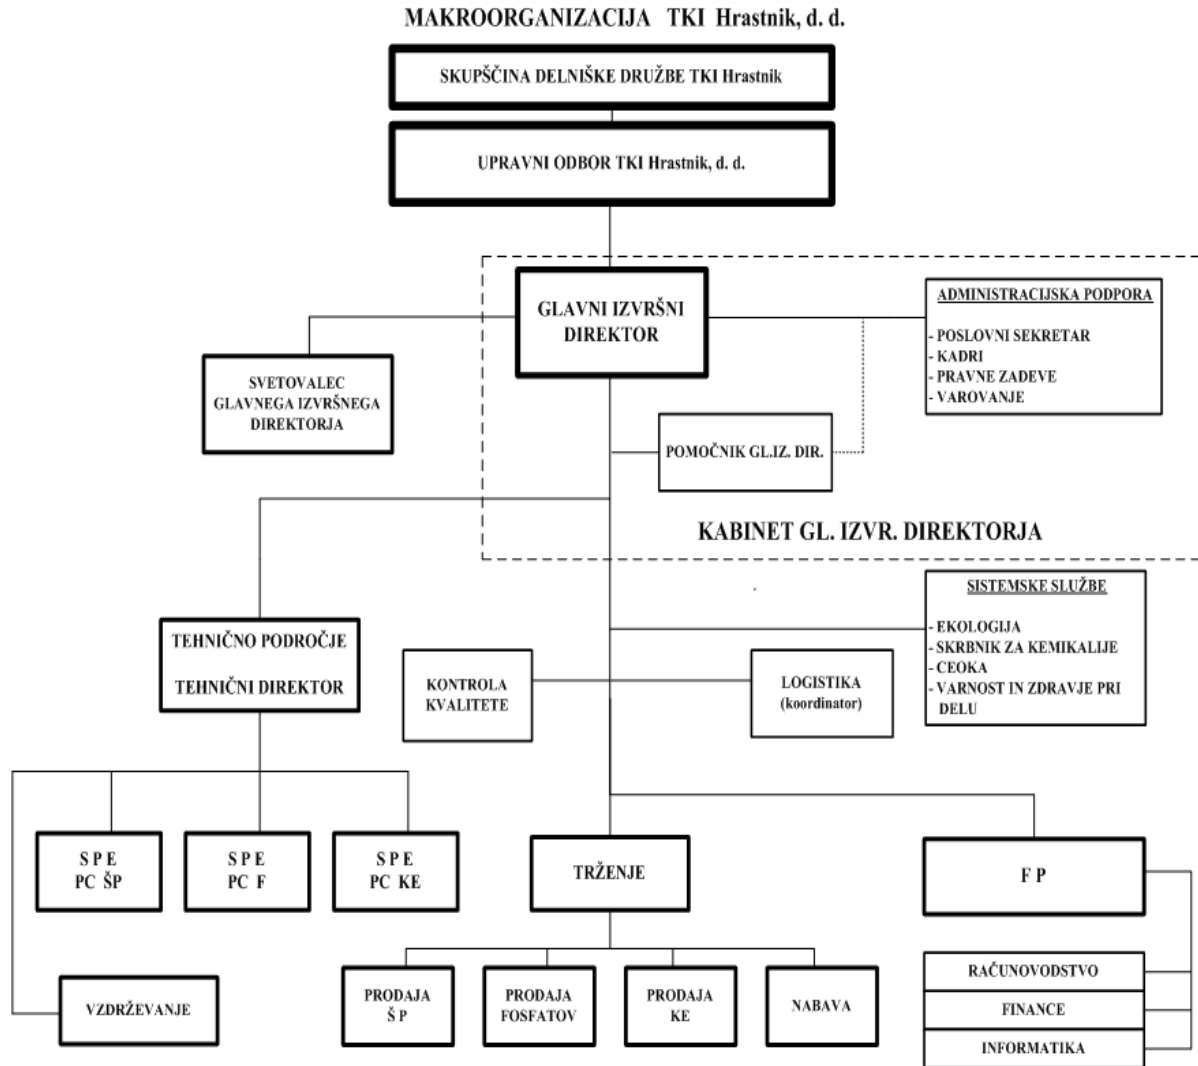 MAKROORGANIZACIJA TKI Hrastnik, d. d.
SKUPŠČINA DELNIŠKE DRUŽBE TKI Hrastnik
UPRAVNI ODBOR TKI Hrastnik, d. d.
GLAVNI IZVRŠNI
DIREKTOR
ADMINISTRACIJSKA PODPORA
- POSLOVNI SEKRETAR
- KADRI
- PRAVNE ZADEVE
- VAROVANJE
SVETOVALEC
GLAVNEGA IZVRŠNEGA
DIREKTORJA
POMOČNIK GL.IZ. DIR.
KABINET GL. IZVR. DIREKTORJA
SISTEMSKE SLUŽBE
- EKOLOGIJA
- SKRBNIK ZA KEMIKALIJE
- CEOKA
- VARNOST IN ZDRAVJE PRI
DELU
TEHNIČNO PODROČJE
TEHNIČNI DIREKTOR
KONTROLA
KVALITETE
LOGISTIKA
(koordinator)
S P E
PC ŠP
S P E
PC F
S P E
PC KE
TRŽENJE
F P
VZDRŽEVANJE
PRODAJA
Š P
PRODAJA
FOSFATOV
PRODAJA
KE
NABAVA
RAČUNOVODSTVO
FINANCE
INFORMATIKA